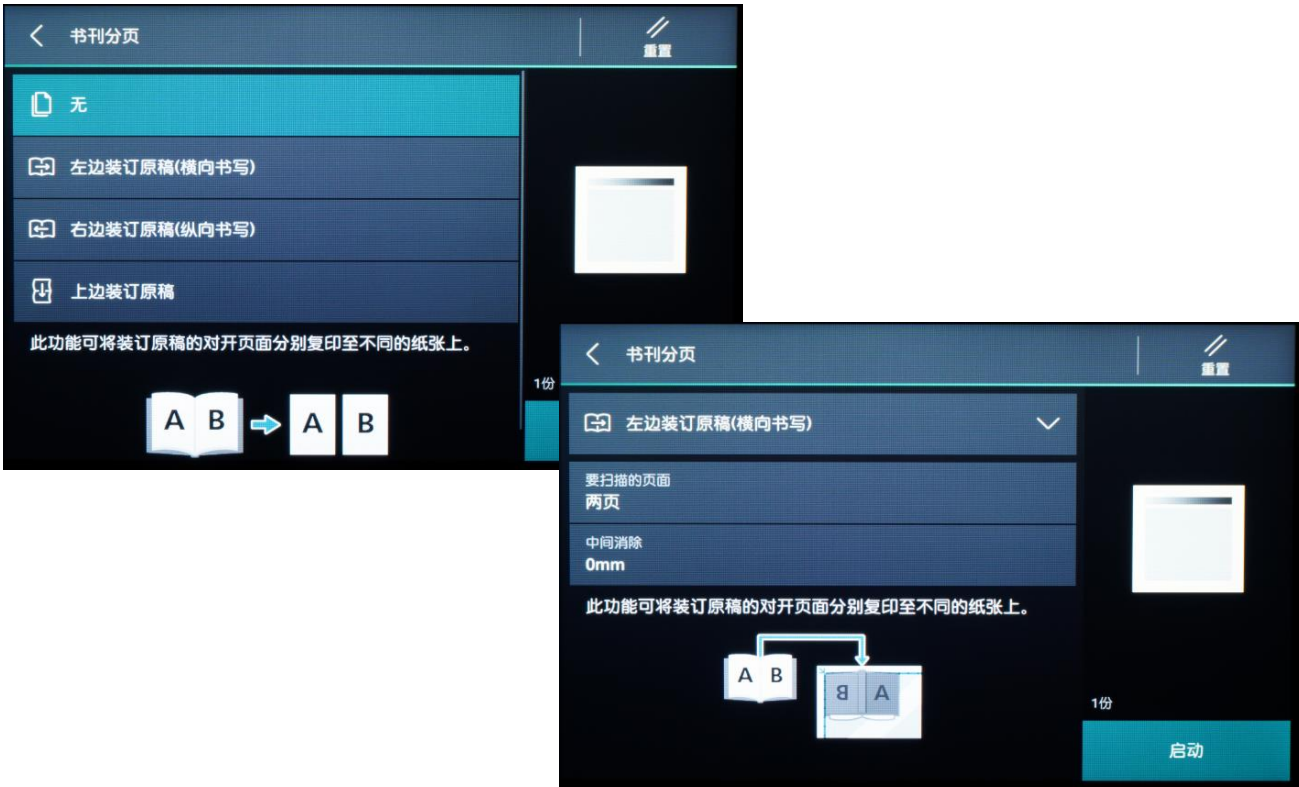 书刊分页
重置
无
左边装订原稿(横向书写)
右边装订原稿(纵向书写)
上边装订原稿
此功能可将装订原稿的对开页面分别复印至不同的纸张上。
A B A B
1份
书刊分页
重置
左边装订原稿(横向书写)
要扫描的页面
两页
中间消除
0mm
此功能可将装订原稿的对开页面分别复印至不同的纸张上。
A B
B A
1份
启动